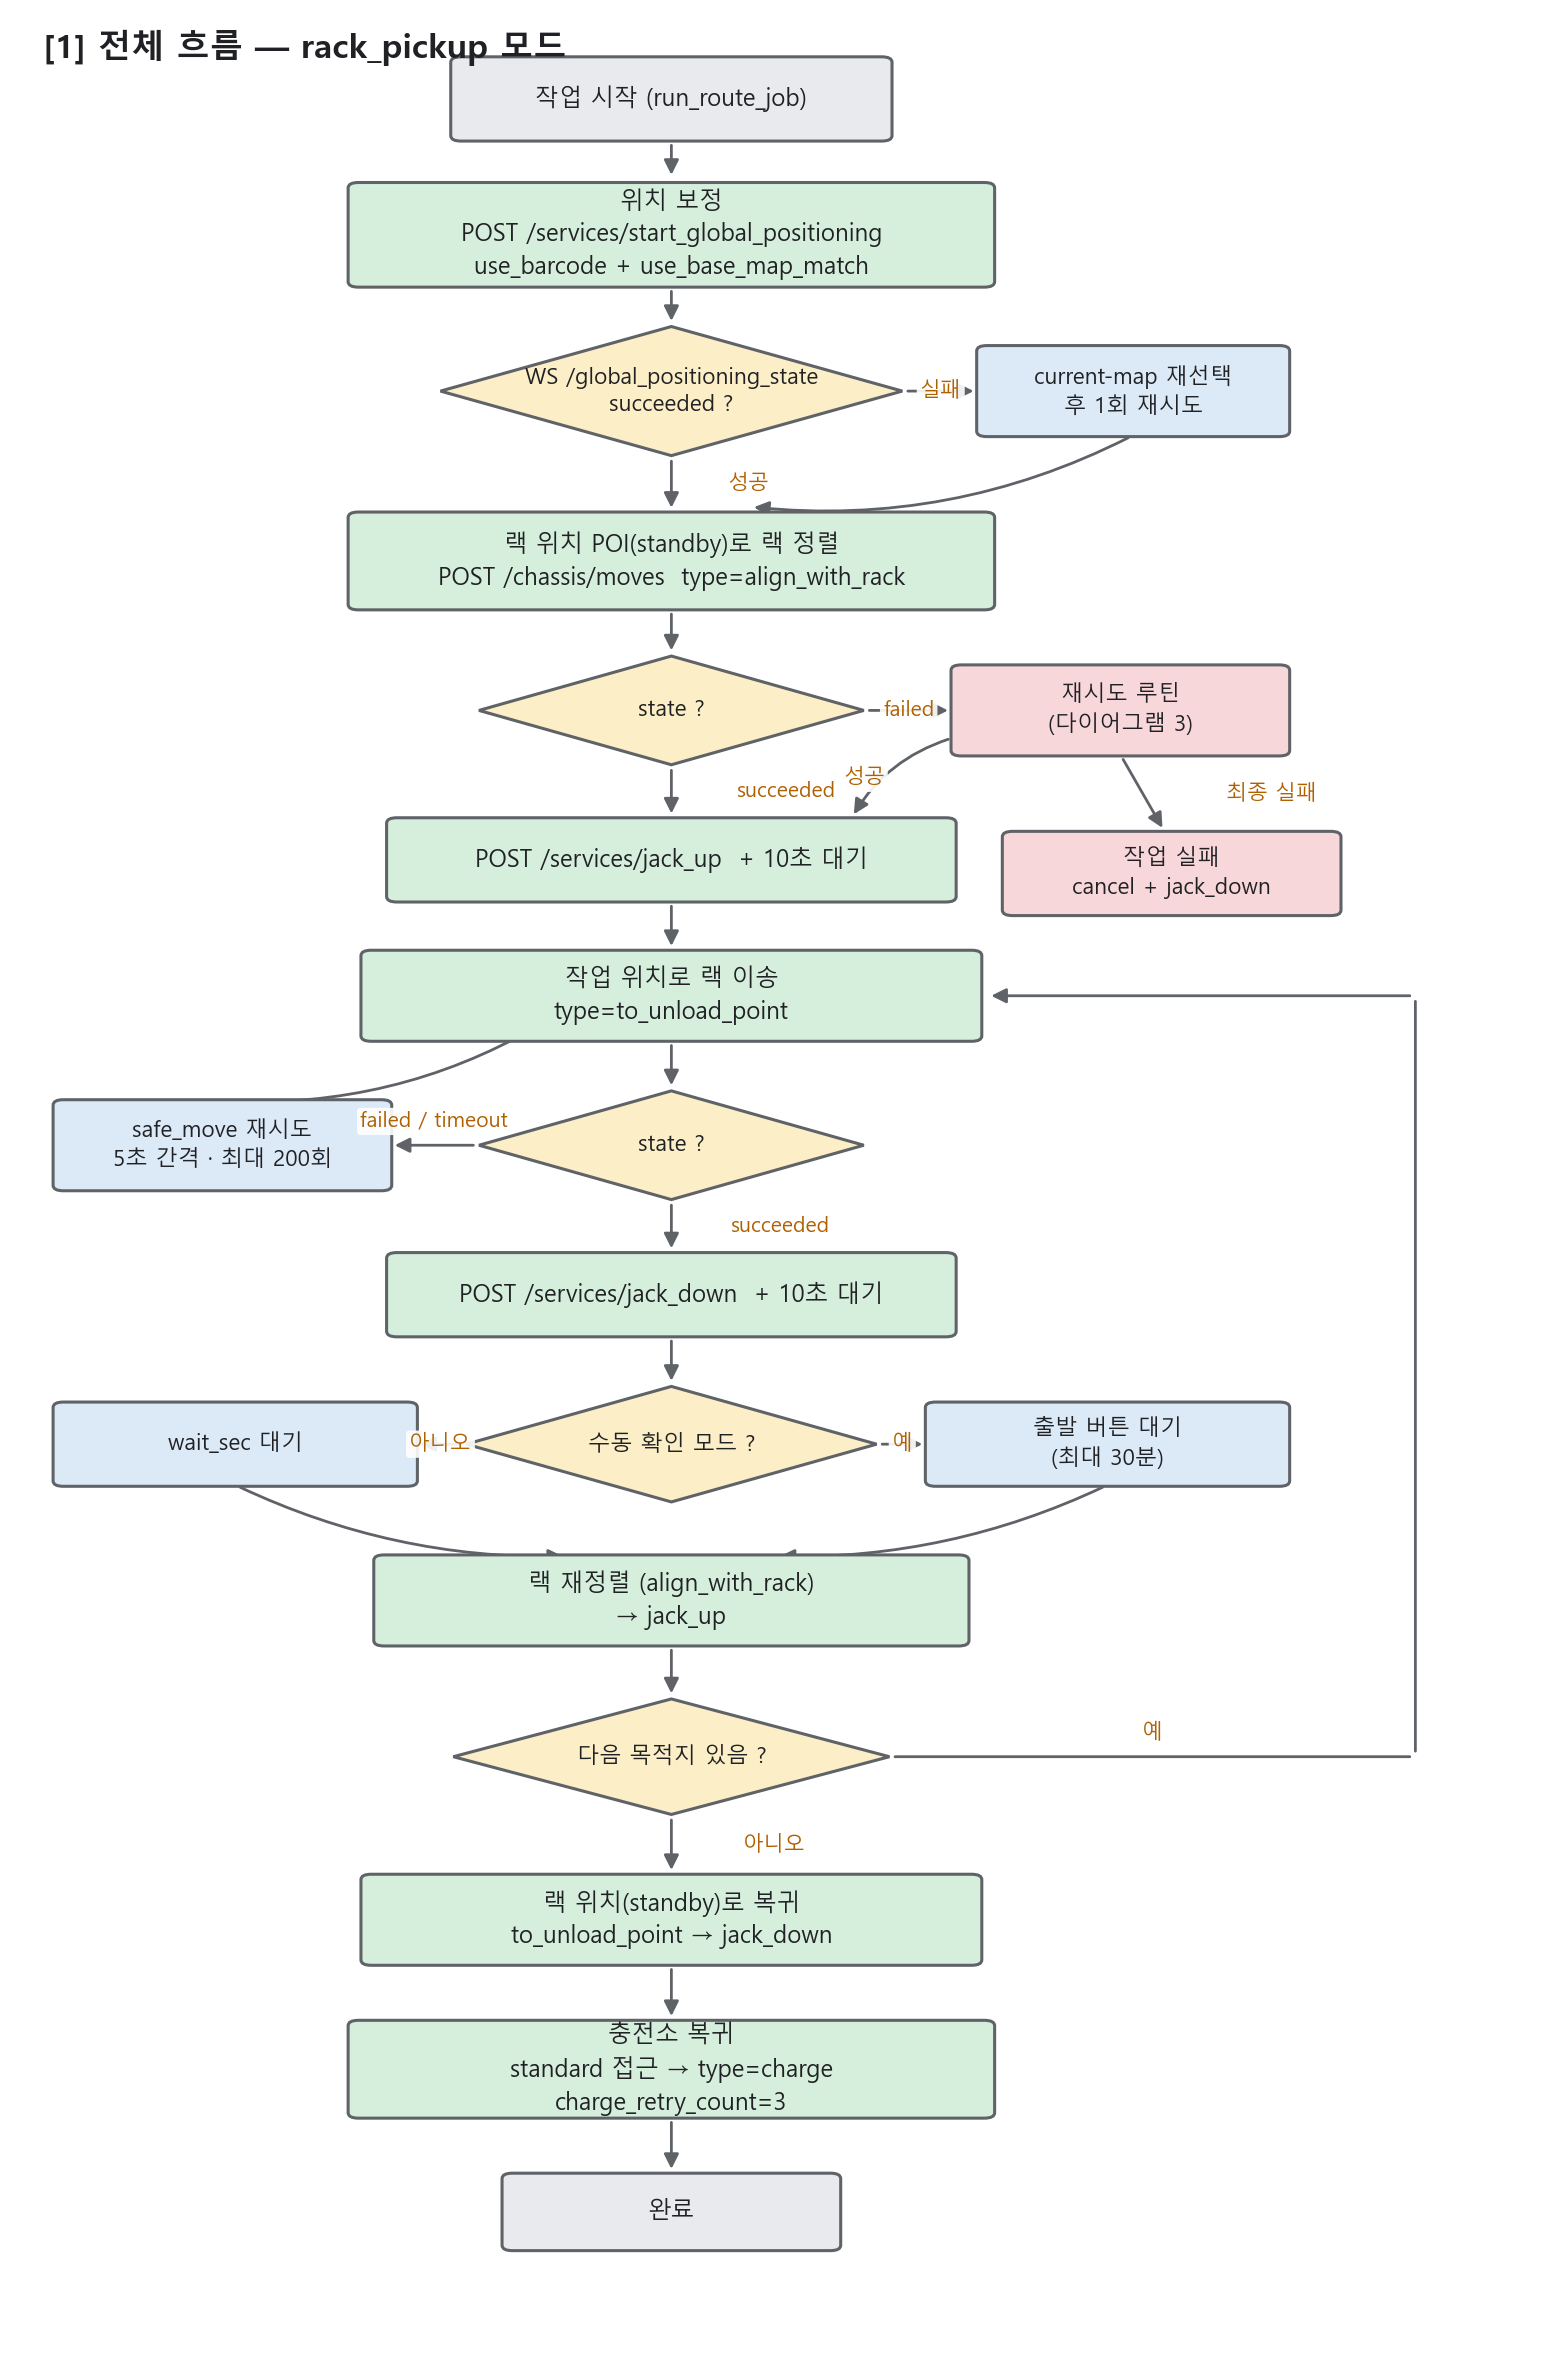 [1] 전체 흐름 — rack_pickup 모드
작업 시작 (run_route_job)
위치 보정
POST /services/start_global_positioning
use_barcode + use_base_map_match
WS /global_positioning_state
succeeded ?
실패
current-map 재선택
후 1회 재시도
성공
랙 위치 POI(standby)로 랙 정렬
POST /chassis/moves  type=align_with_rack
state ?
failed
재시도 루틴
(다이어그램 3)
succeeded
성공
최종 실패
POST /services/jack_up  + 10초 대기
작업 실패
cancel + jack_down
작업 위치로 랙 이송
type=to_unload_point
safe_move 재시도
5초 간격 · 최대 200회
failed / timeout
state ?
succeeded
POST /services/jack_down  + 10초 대기
wait_sec 대기
아니오
수동 확인 모드 ?
예
출발 버튼 대기
(최대 30분)
랙 재정렬 (align_with_rack)
→ jack_up
다음 목적지 있음 ?
예
아니오
랙 위치(standby)로 복귀
to_unload_point → jack_down
충전소 복귀
standard 접근 → type=charge
charge_retry_count=3
완료